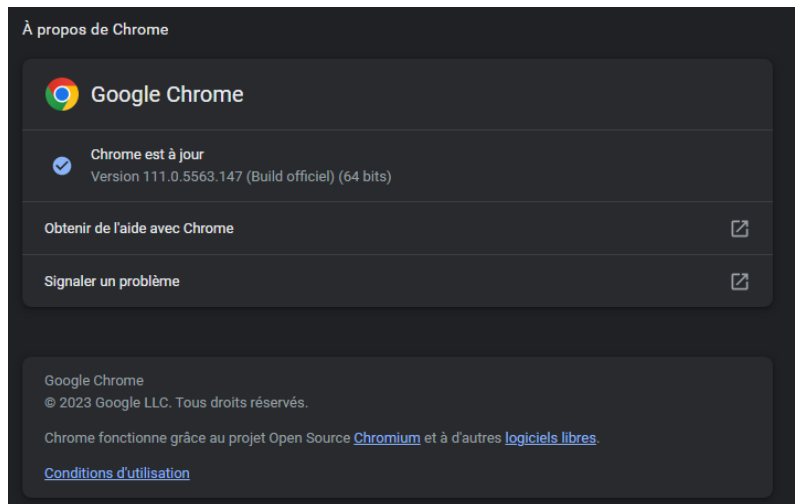 À propos de Chrome
Google Chrome
Chrome est à jour
Version 111.0.5563.147 (Build officiel) (64 bits)
Obtenir de l'aide avec Chrome
Signaler un problème
Google Chrome
© 2023 Google LLC. Tous droits réservés.
Chrome fonctionne grâce au projet Open Source Chromium et à d'autres logiciels libres.
Conditions d'utilisation